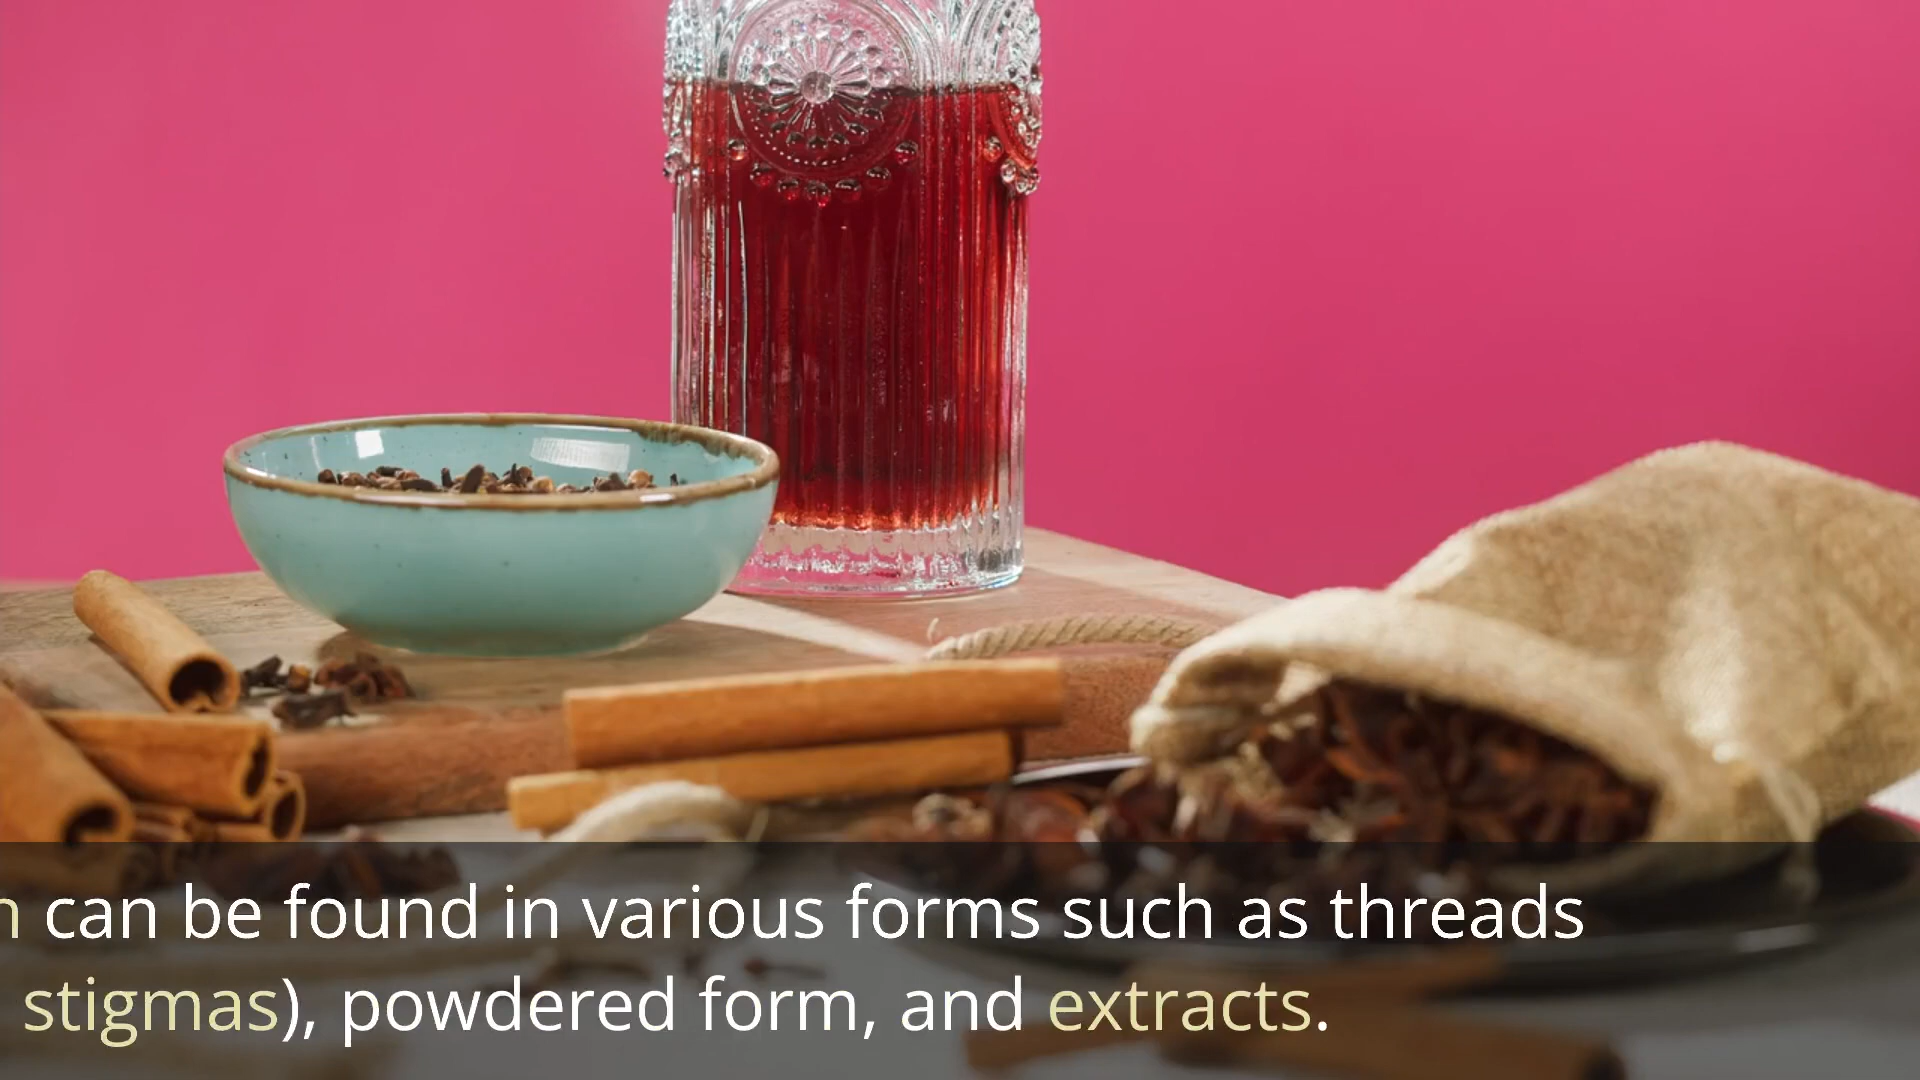 can be found in various forms such as threads
stigmas), powdered form, and extracts.